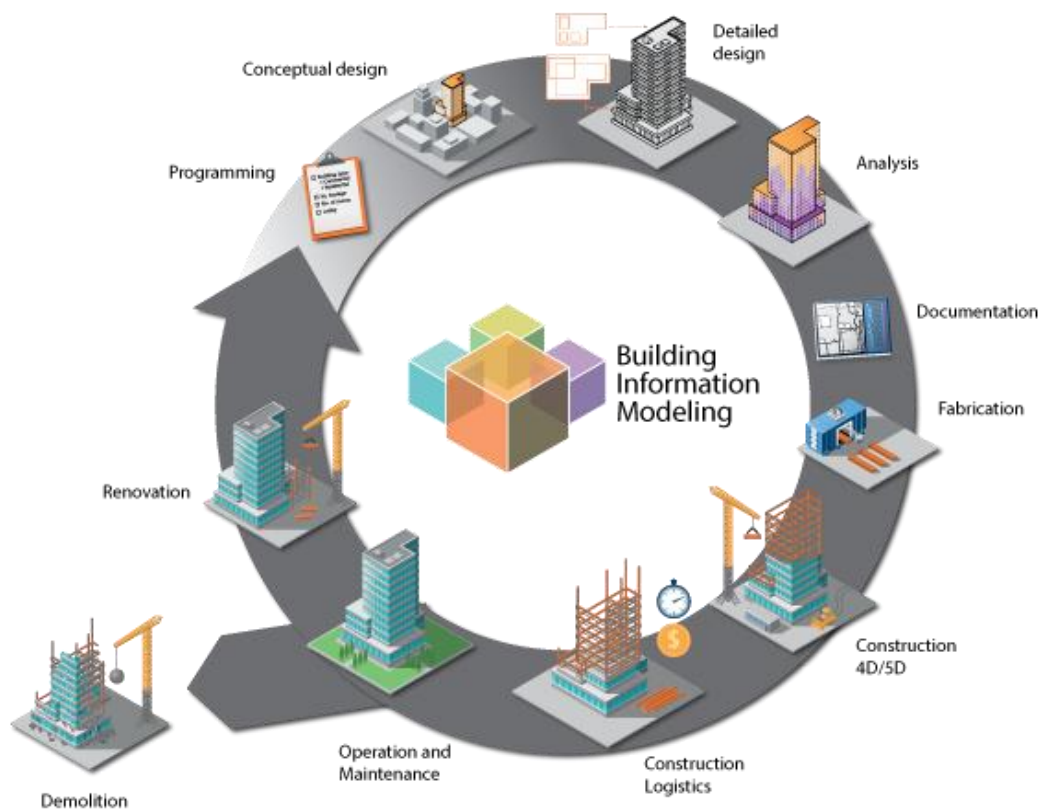 Conceptual design
Detailed
design
Programming
Analysis
Documentation
Building
Information
Modeling
Fabrication
Renovation
Construction
4D/5D
$
Operation and
Maintenance
Construction
Logistics
Demolition